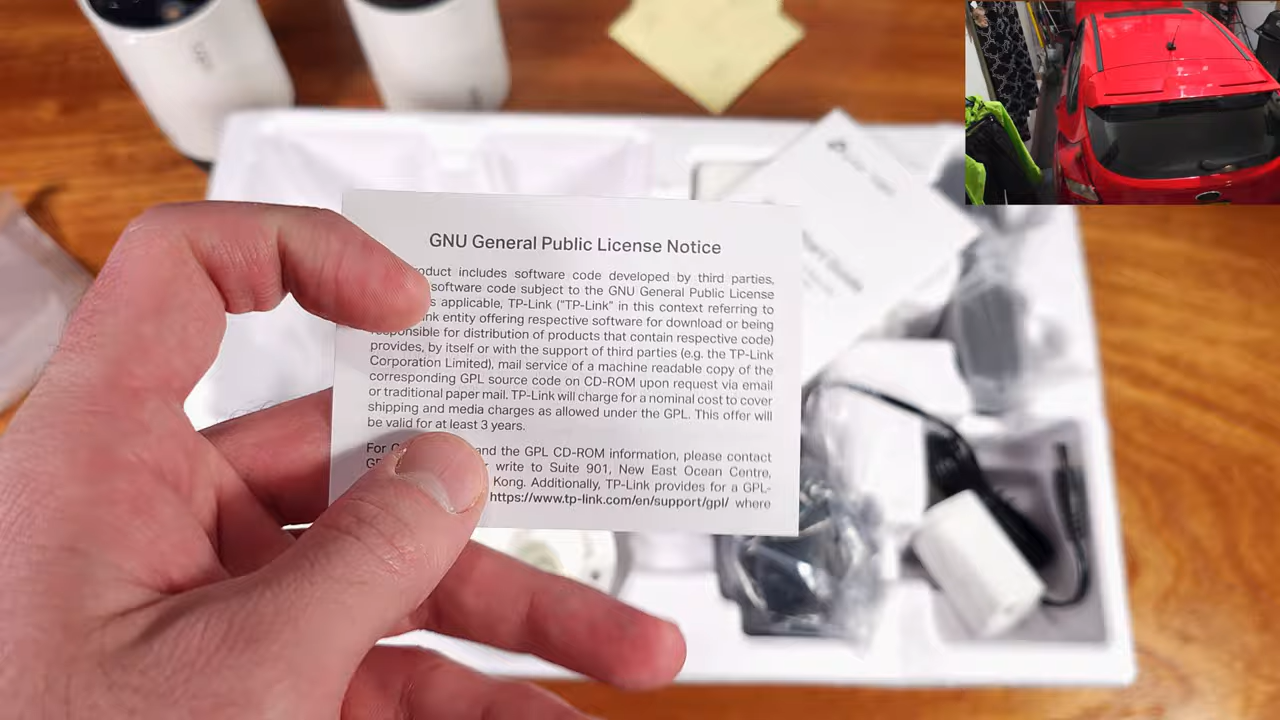 GNU General Public License Notice
oduct includes software code developed by third parties,
software code subject to the GNU General Public License
s applicable, TP-Link ("TP-Link" in this context referring to
ink entity offering respective software for download or being
responsible for distribution of products that contain respective code)
provides, by itself or with the support of third parties (e.g. the TP-Link
Corporation Limited), mail service of a machine readable copy of the
corresponding GPL source code on CD-ROM upon request via email
or traditional paper mail. TP-Link will charge for a nominal cost to cover
shipping and media charges as allowed under the GPL. This offer will
be valid for at least 3 years.
For and the GPL CD-ROM information, please contact
write to Suite 901, New East Ocean Centre,
Kong. Additionally, TP-Link provides for a GPL-
https://www.tp-link.com/en/support/gpl/ where